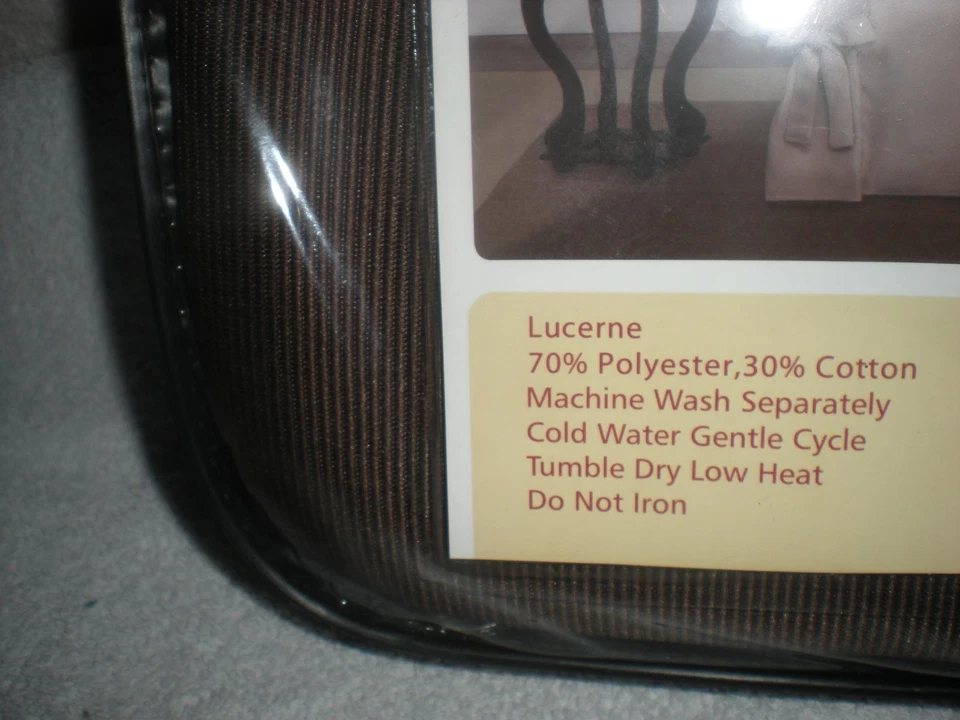 Lucerne
70% Polyester,30% Cotton
Machine Wash Separately
Cold Water Gentle Cycle
Tumble Dry Low Heat
Do Not Iron